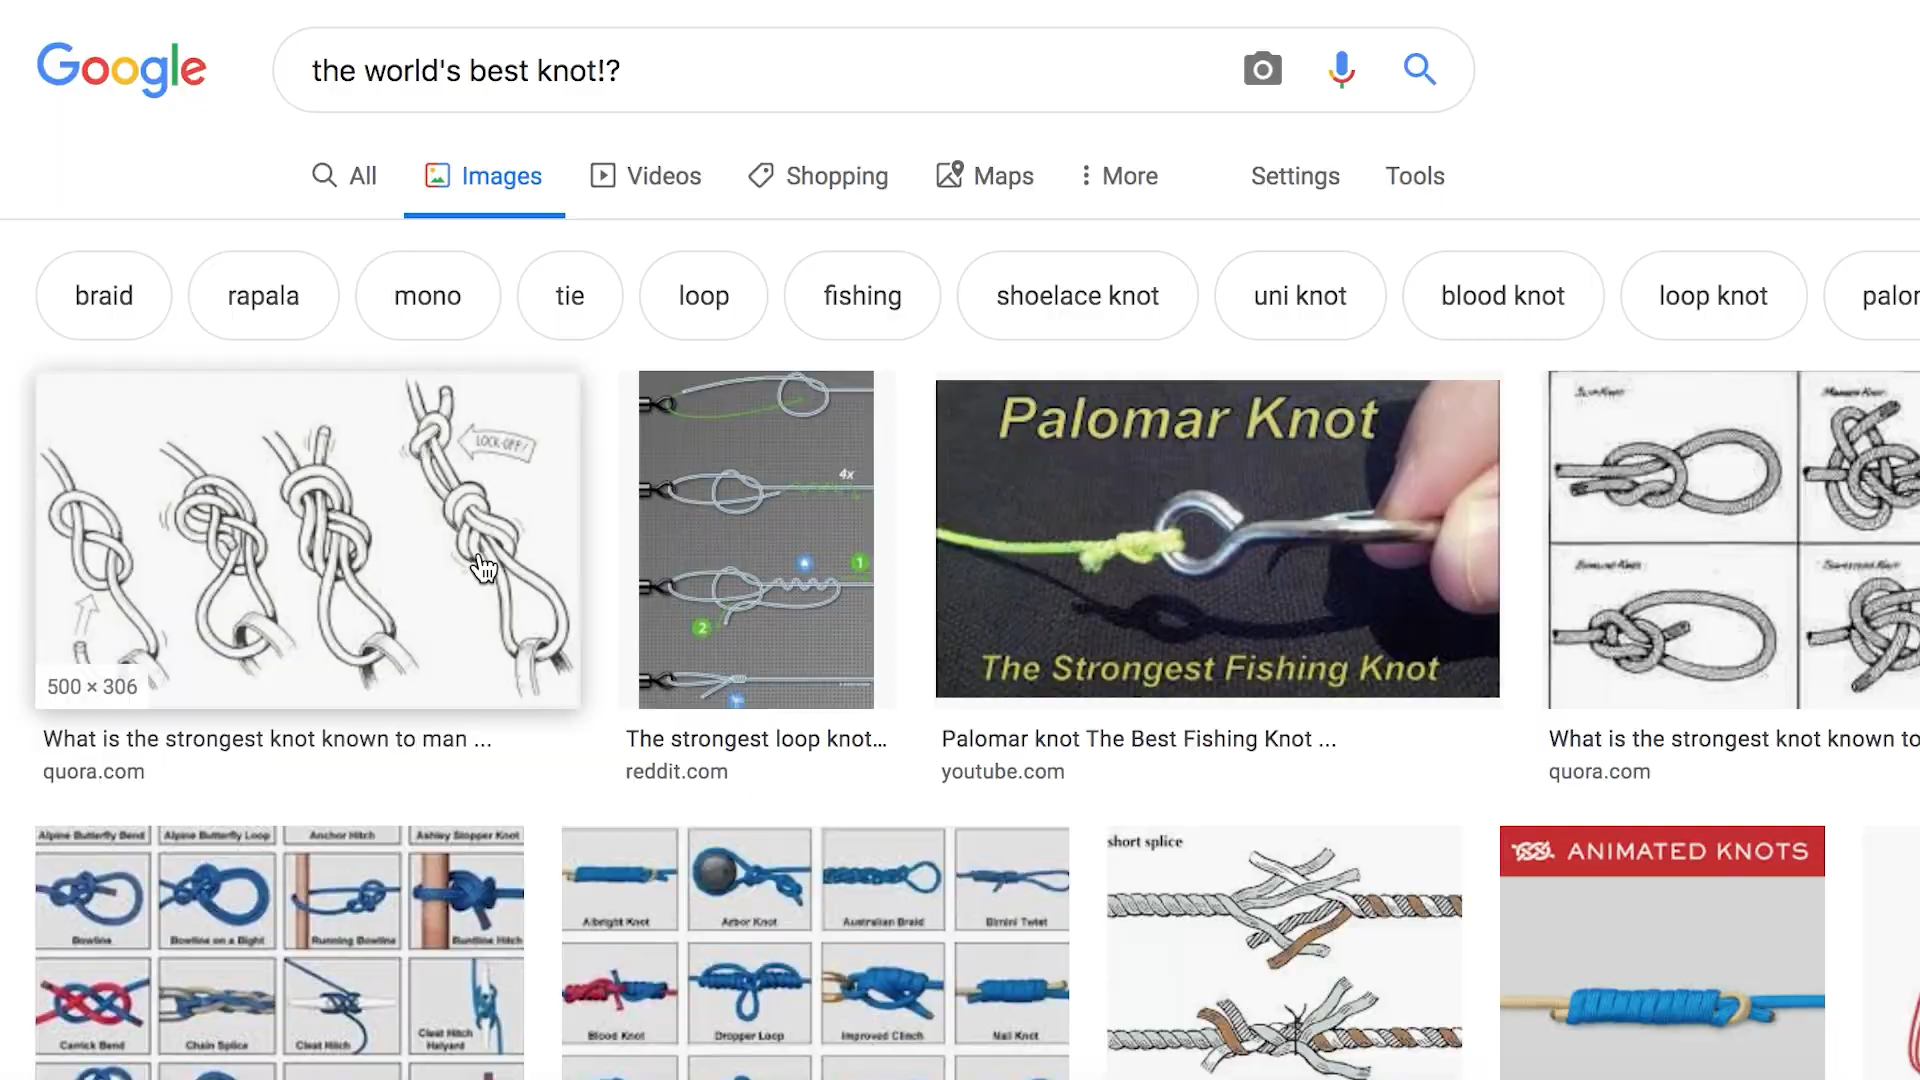 Google
the world's best knot!?
All
Images
Videos
Shopping
Maps
More
Settings
Tools
braid
rapala
mono
tie
loop
fishing
shoelace knot
uni knot
blood knot
loop knot
palor
LOCK-OFF!
500 × 306
4x
1
2
Palomar Knot
The Strongest Fishing Knot
What is the strongest knot known to man ...
quora.com
The strongest loop knot...
reddit.com
Palomar knot The Best Fishing Knot ...
youtube.com
What is the strongest knot known to
quora.com
Alpine Butterfly Bend
Alpine Butterfly Loop
Anchor Hitch
Ashley Stopper Knot
Bowline
Bowline on a Bight
Running Bowline
Buntline Hitch
Carrick Bend
Chain Splice
Cleat Hitch
Cleat Hitch
Halyard
Albright Knot
Arbor Knot
Australian Braid
Bimini Twist
Blood Knot
Dropper Loop
Improved Clinch
Nail Knot
short splice
ANIMATED KNOTS